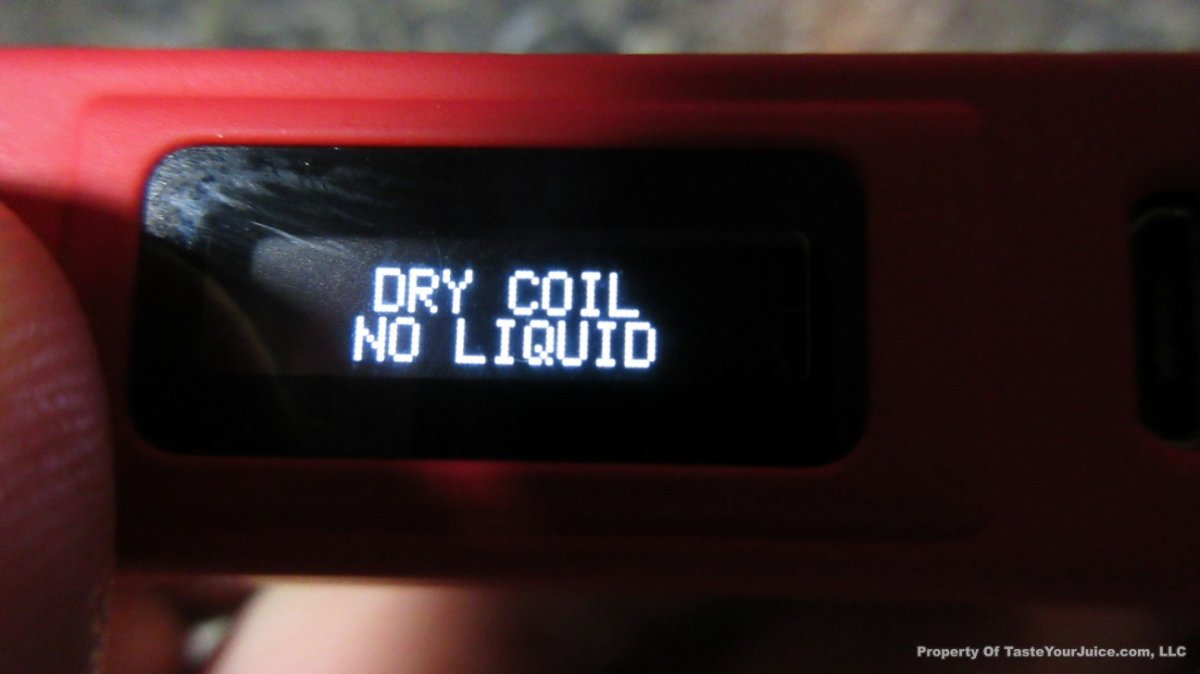 DRY COIL
NO LIQUID
Property Of TasteYourJuice.com, LLC